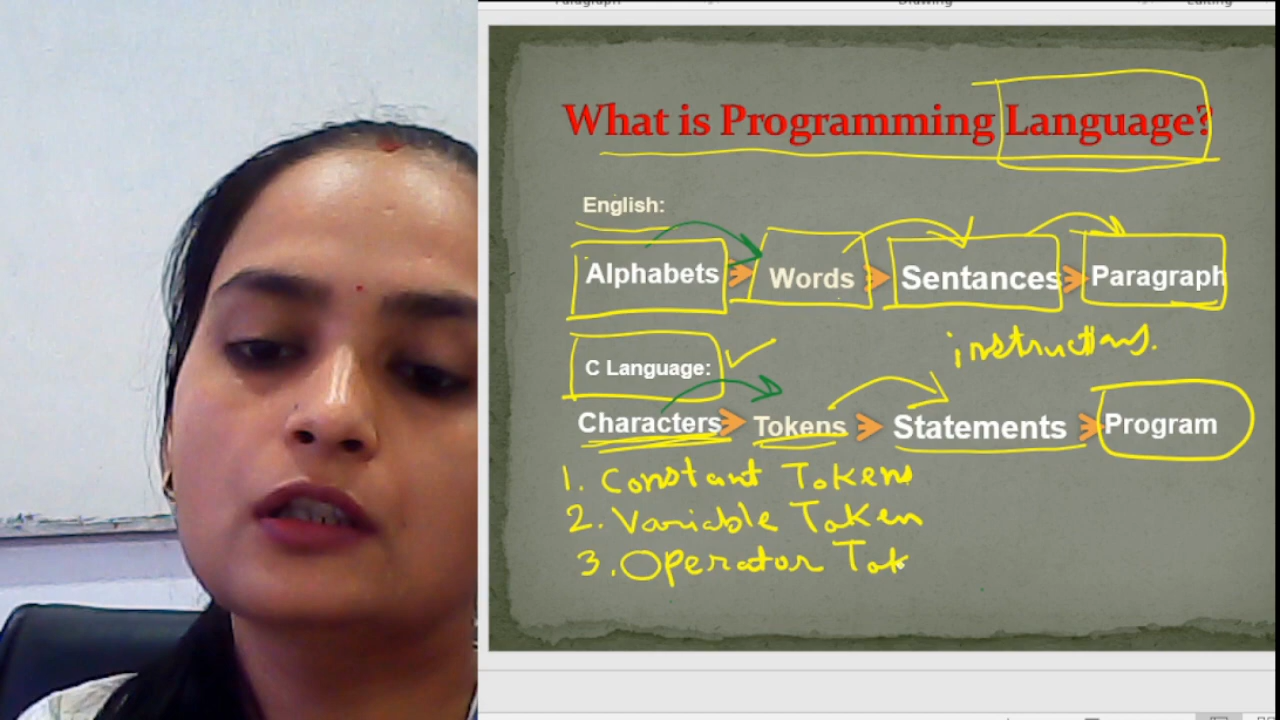 Paragraph Drawing Editing
What is Programming Language?
English:
Alphabets Words Sentances Paragraph
instructions.
C Language:
Characters Tokens Statements Program
1. Constant Tokens
2. Variable Token
3. Operator Tok